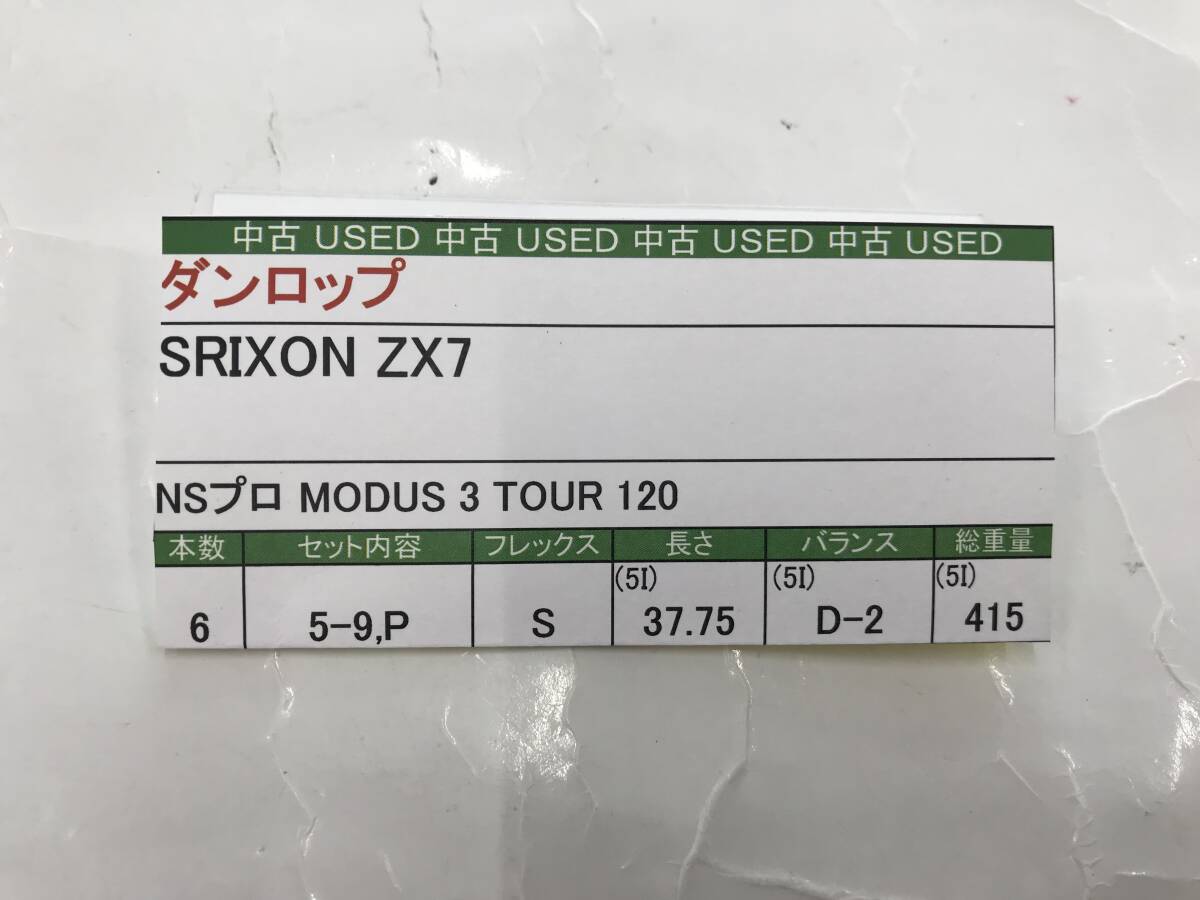 中古 USED 中古 USED 中古 USED 中古 USED
ダンロップ
SRIXON ZX7
NSプロ MODUS 3 TOUR 120
本数 セット内容 フレックス 長さ バランス 総重量
(5I) (5I) (5I)
6 5-9,P S 37.75 D-2 415